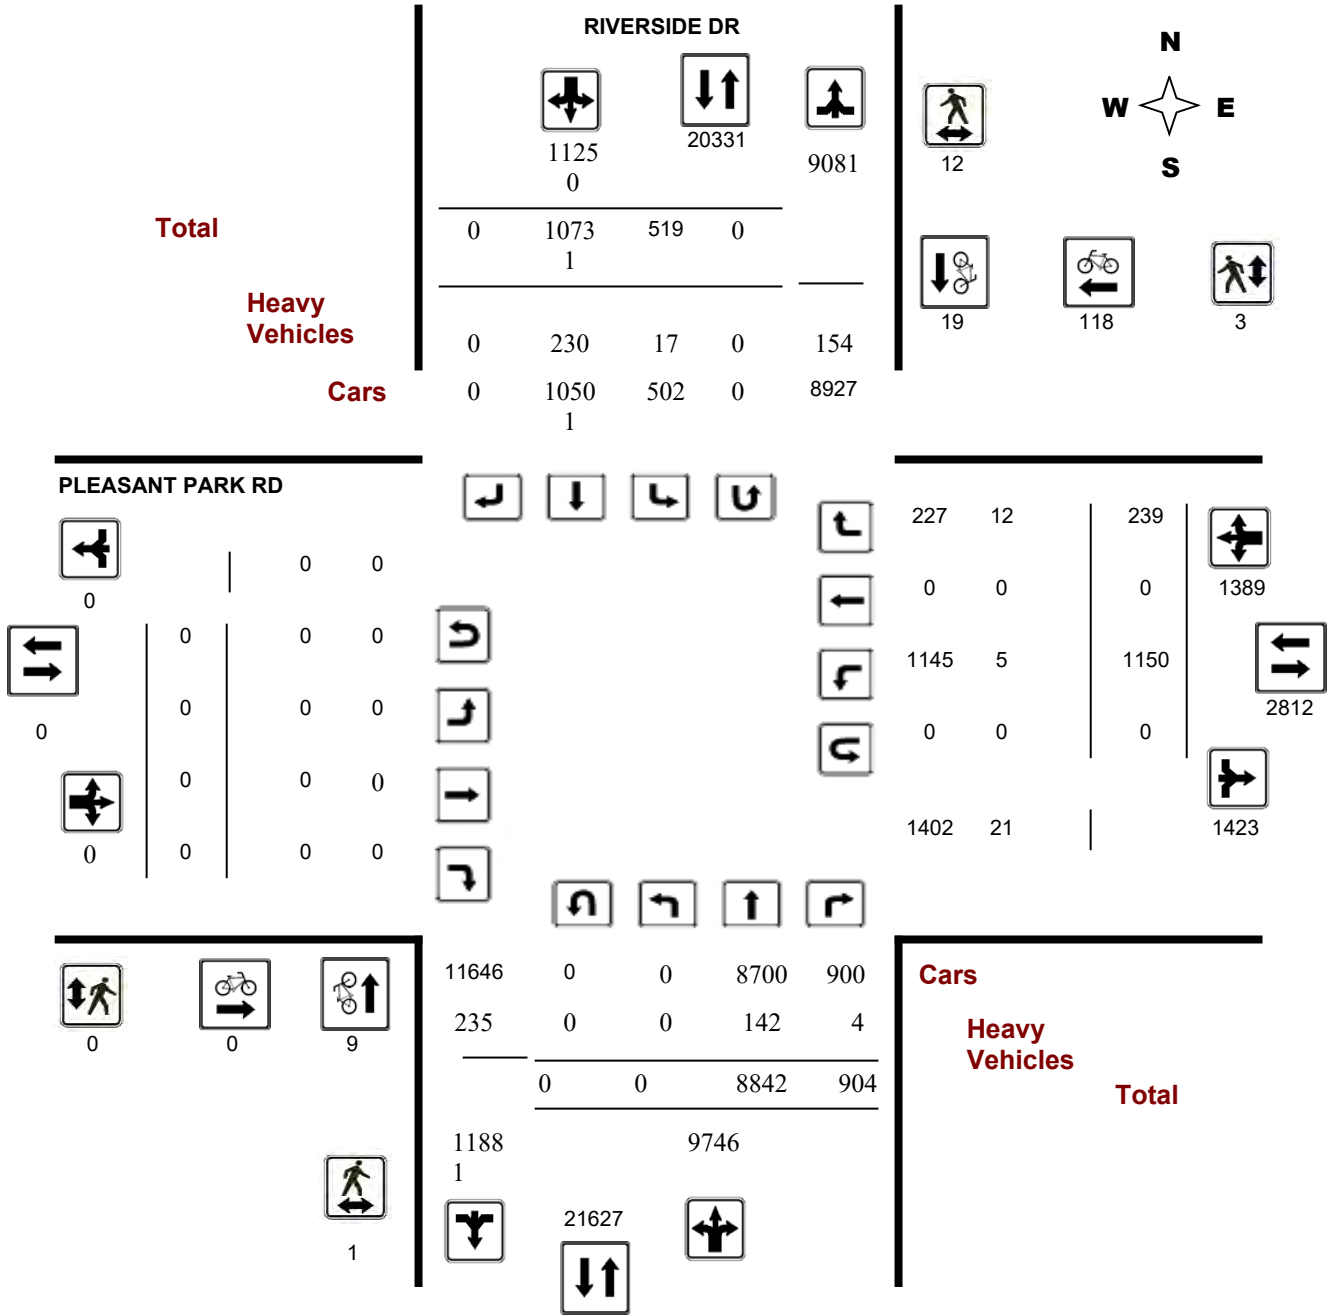 RIVERSIDE DR
N
W E
S
1125
0
20331
9081
12
Total
0 1073 519 0
1
19 118 3
Heavy
Vehicles
0 230 17 0 154
Cars
0 1050 502 0 8927
1
PLEASANT PARK RD
227 12 239
0 0
0
0 0 0 1389
0 0 0
1145 5 1150
0 0 0
2812
0
0 0 0
0 0 0
0
1402 21 1423
0 0 0
11646 0 0 8700 900
Cars
235 0 0 142 4
Heavy
Vehicles
0 0 9
0 0 8842 904
Total
1188 9746
1
21627
1